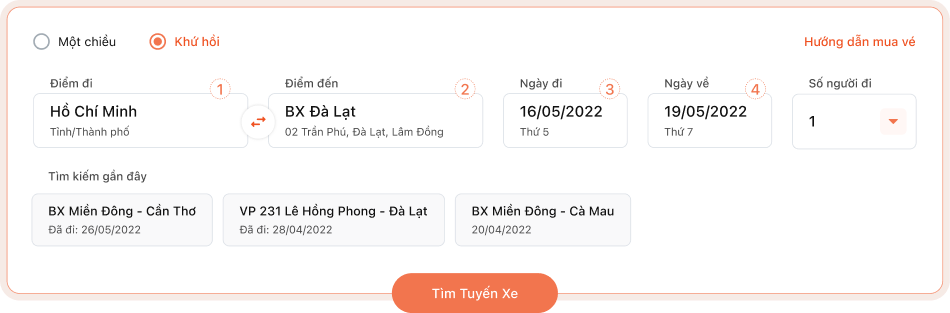 Một chiều
Khứ hồi
Hướng dẫn mua vé
Điểm đi
1
Điểm đến
2
Ngày đi
3
Ngày về
4
Số người đi
Hồ Chí Minh
Tỉnh/Thành phố
BX Đà Lạt
02 Trần Phú, Đà Lạt, Lâm Đồng
16/05/2022
Thứ 5
19/05/2022
Thứ 7
1
Tìm kiếm gần đây
BX Miền Đông - Cần Thơ
Đã đi: 26/05/2022
VP 231 Lê Hồng Phong - Đà Lạt
Đã đi: 28/04/2022
BX Miền Đông - Cà Mau
20/04/2022
Tìm Tuyến Xe